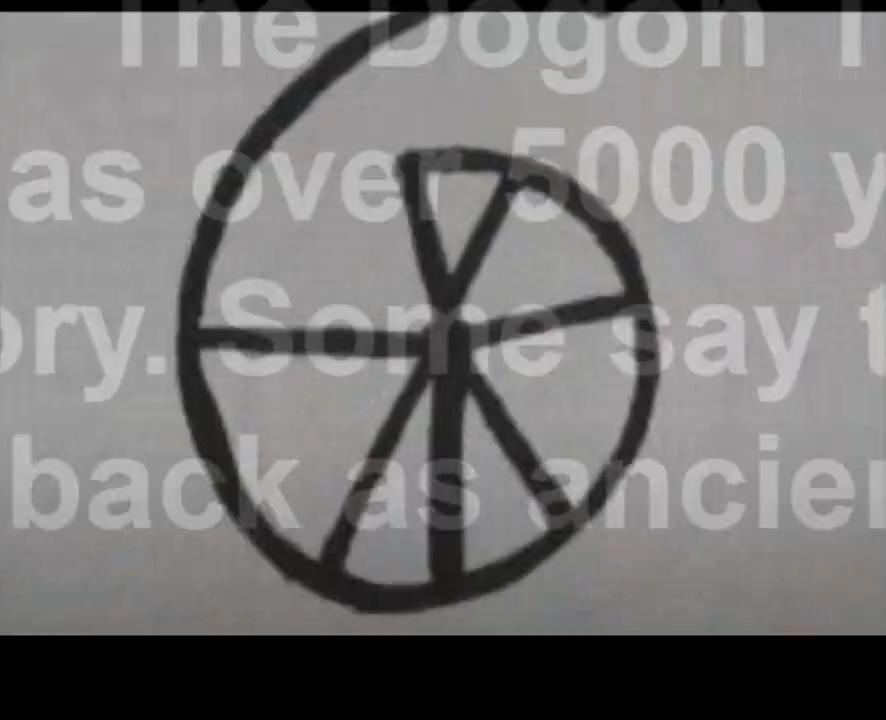 The Dogon T
as over 5000 y
ory. Some say t
back as ancien